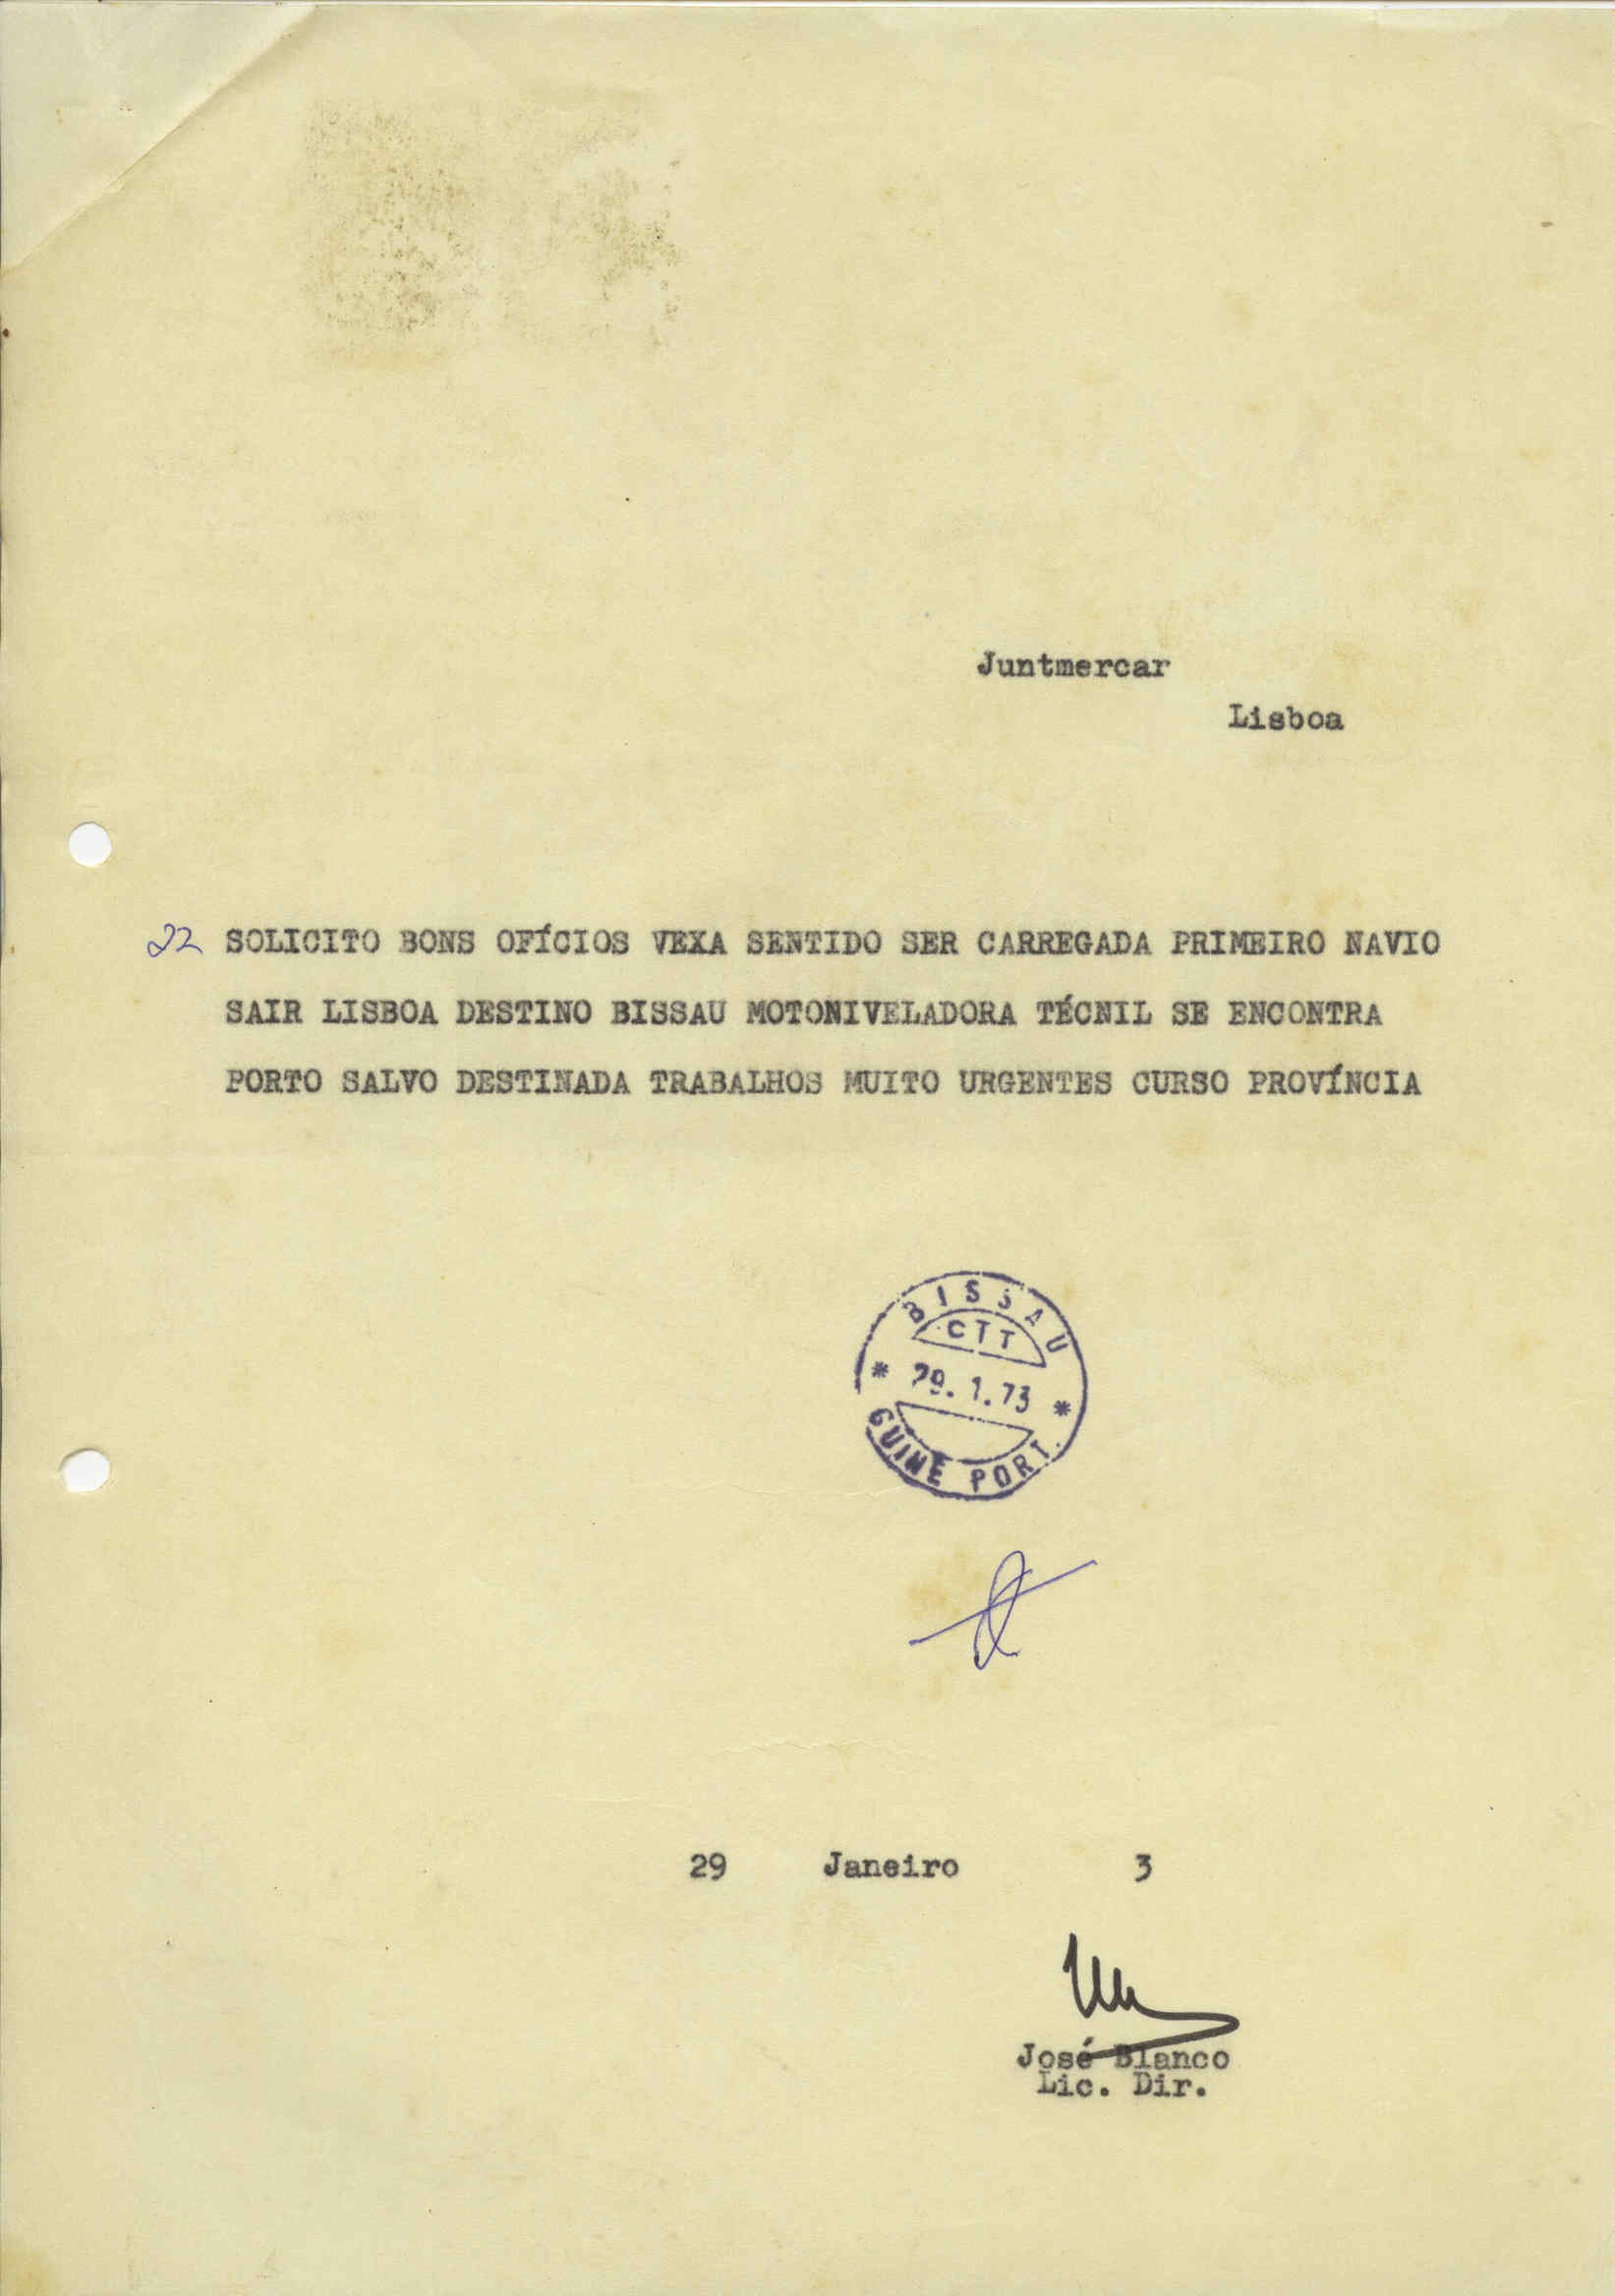 Juntmercar
Lisboa
22 SOLICITO BONS OFÍCIOS VEXA SENTIDO SER CARREGADA PRIMEIRO NAVIO
SAIR LISBOA DESTINO BISSAU MOTONIVELADORA TÉCNIL SE ENCONTRA
PORTO SALVO DESTINADA TRABALHOS MUITO URGENTES CURSO PROVÍNCIA
BISSAU
CTT
* 29.1.73 *
GUINÉ PORT.
29 Janeiro 3
José Blanco
Lic. Dir.